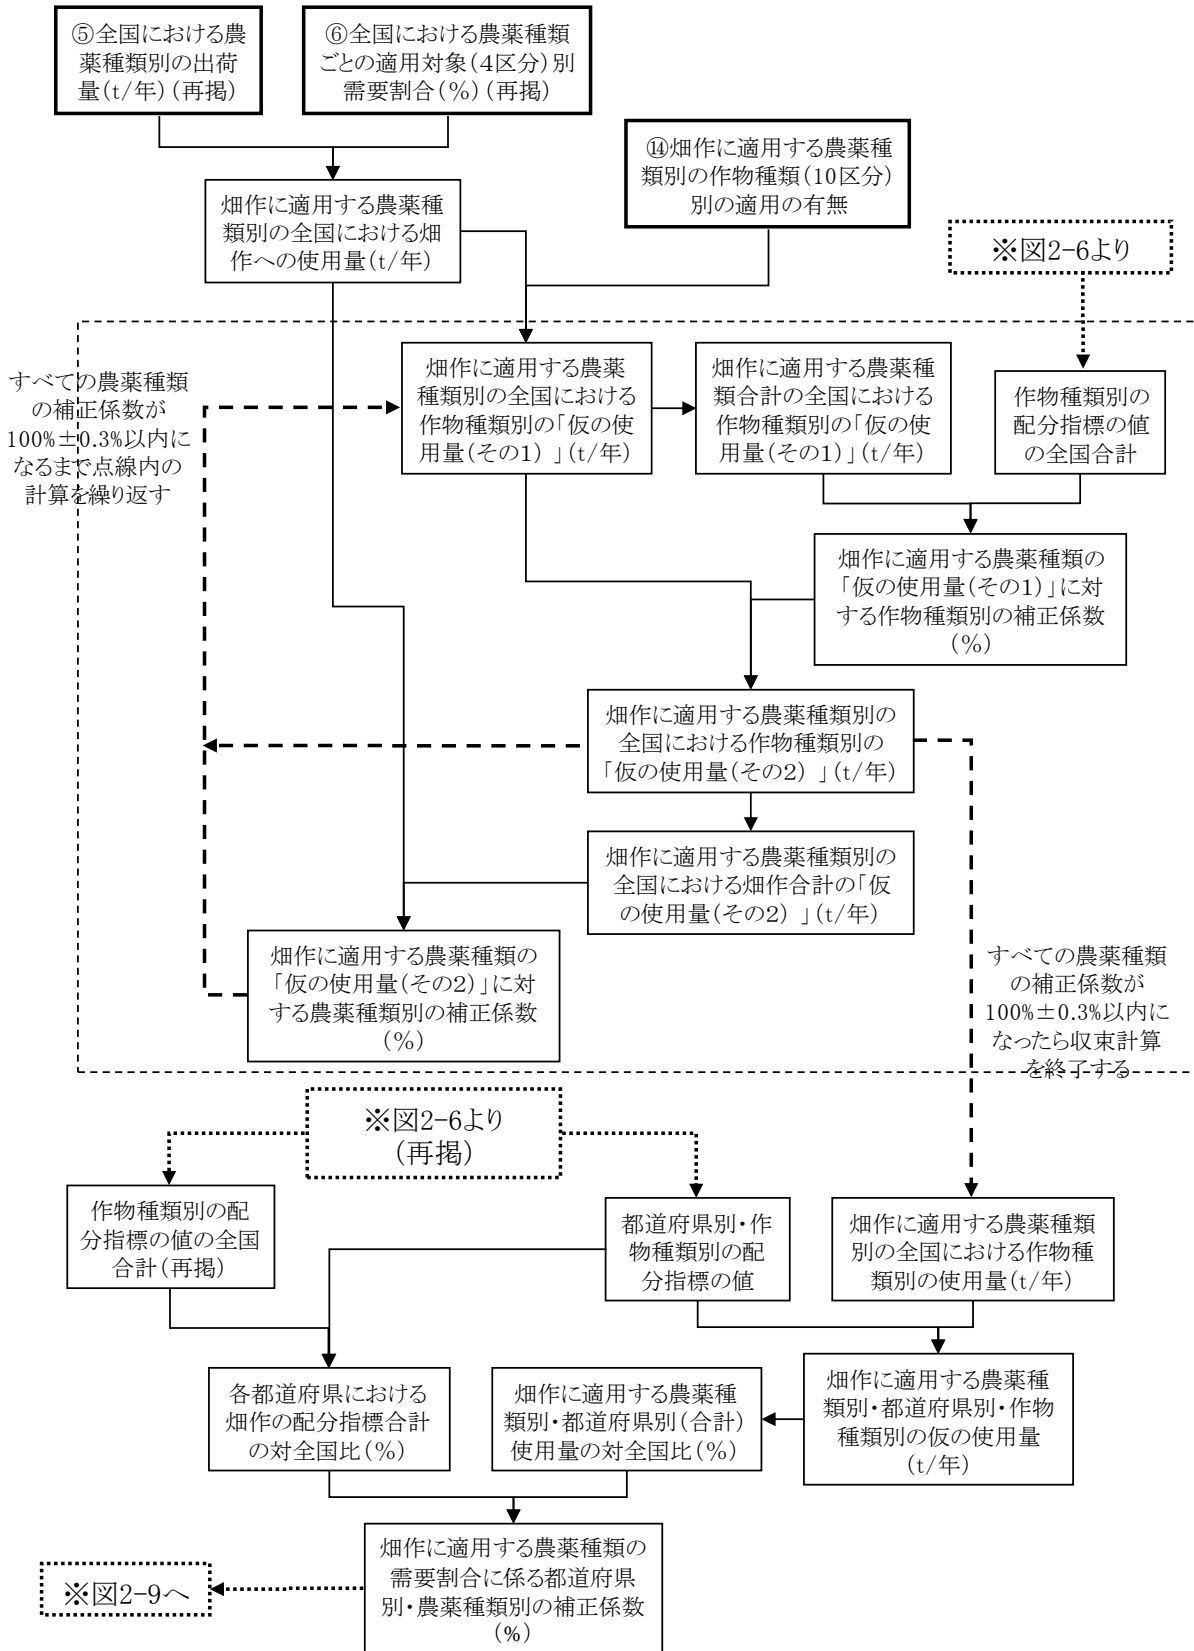 ⑤全国における農
薬種類別の出荷
量(t/年)(再掲)
⑥全国における農薬種類
ごとの適用対象(4区分)別
需要割合(%)(再掲)
⑭畑作に適用する農薬種
類別の作物種類(10区分)
別の適用の有無
畑作に適用する農薬種
類別の全国における畑
作への使用量(t/年)
※図2-6より
すべての農薬種類
の補正係数が
100%±0.3%以内に
なるまで点線内の
計算を繰り返す
畑作に適用する農薬
種類別の全国における
作物種類別の「仮の使
用量(その1) 」(t/年)
畑作に適用する農薬種
類合計の全国における
作物種類別の「仮の使
用量(その1)」(t/年)
作物種類別の
配分指標の値
の全国合計
畑作に適用する農薬種類の
「仮の使用量(その1)」に対
する作物種類別の補正係数
(%)
畑作に適用する農薬種類別の
全国における作物種類別の
「仮の使用量(その2) 」(t/年)
畑作に適用する農薬種類別の
全国における畑作合計の「仮
の使用量(その2) 」(t/年)
畑作に適用する農薬種類の
「仮の使用量(その2)」に対
する農薬種類別の補正係数
(%)
すべての農薬種類
の補正係数が
100%±0.3%以内に
なったら収束計算
を終了する
※図2-6より
(再掲)
作物種類別の配
分指標の値の全国
合計(再掲)
都道府県別・作
物種類別の配
分指標の値
畑作に適用する農薬種類
別の全国における作物種
類別の使用量(t/年)
各都道府県における
畑作の配分指標合計
の対全国比(%)
畑作に適用する農薬種
類別・都道府県別(合計)
使用量の対全国比(%)
畑作に適用する農薬種
類別・都道府県別・作物
種類別の仮の使用量
(t/年)
畑作に適用する農薬種類の
需要割合に係る都道府県
別・農薬種類別の補正係数
(%)
※図2-9へ